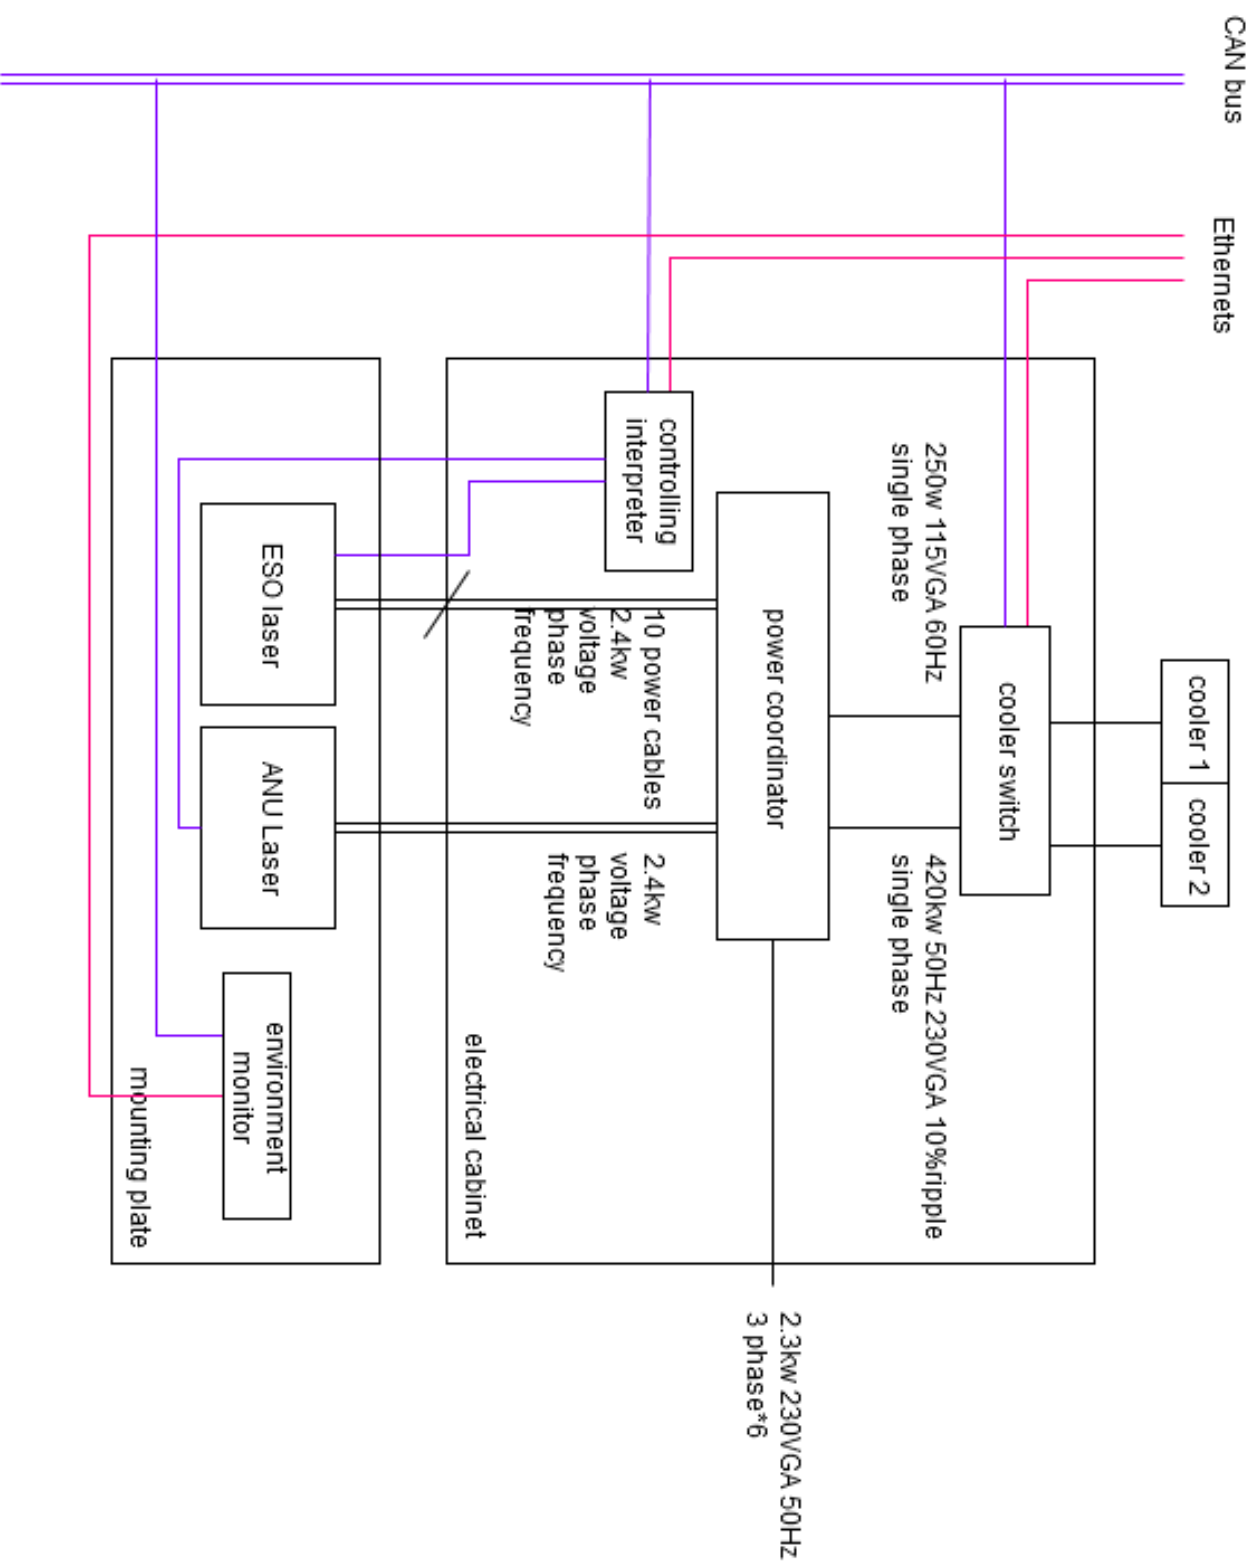 CAN bus
Ethernets
cooler 1
cooler 2
cooler switch
250w 115VGA 60Hz
single phase
420kw 50Hz 230VGA 10%ripple
single phase
power coordinator
2.3kw 230VGA 50Hz
3 phase*6
controlling
interpreter
10 power cables
2.4kw
voltage
phase
frequency
2.4kw
voltage
phase
frequency
electrical cabinet
ESO laser
ANU Laser
environment
monitor
mounting plate